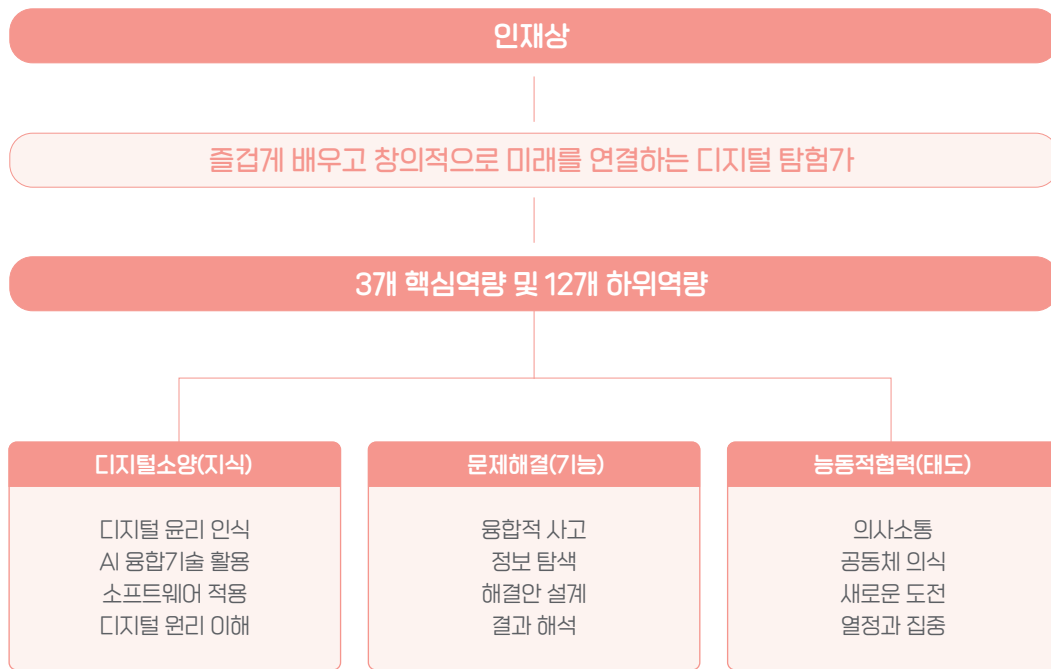 인재상
즐겁게 배우고 창의적으로 미래를 연결하는 디지털 탐험가
3개 핵심역량 및 12개 하위역량
디지털소양(지식)
디지털 윤리 인식
AI 융합기술 활용
소프트웨어 적용
디지털 원리 이해
문제해결(기능)
융합적 사고
정보 탐색
해결안 설계
결과 해석
능동적협력(태도)
의사소통
공동체 의식
새로운 도전
열정과 집중